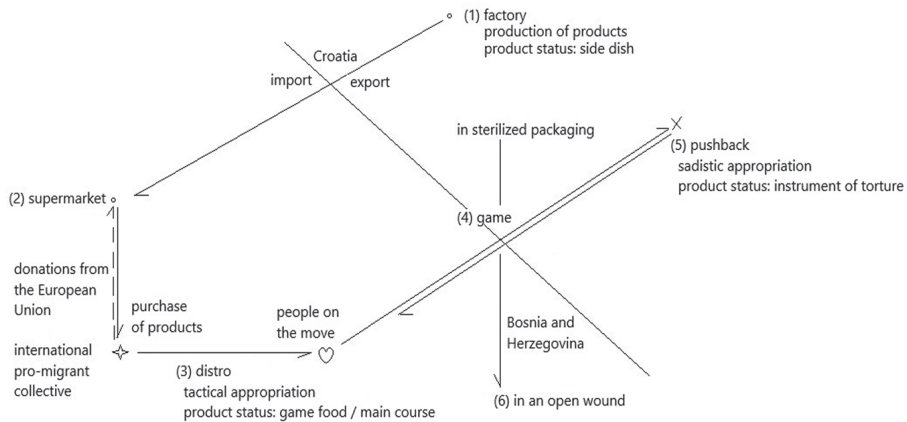 (1) factory
production of products
product status: side dish
Croatia
import
export
in sterilized packaging
(5) pushback
sadistic appropriation
product status: instrument of torture
(2) supermarket
(4) game
donations from
the European
Union
purchase
of products
people on
the move
Bosnia and
Herzegovina
international
pro-migrant
collective
(3) distro
tactical appropriation
product status: game food / main course
(6) in an open wound